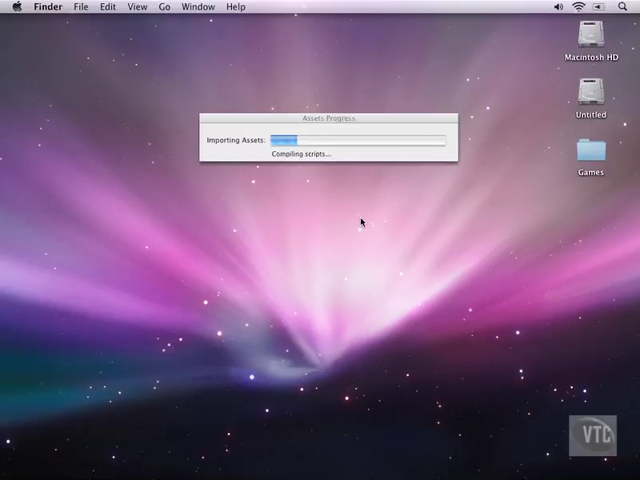 Finder File Edit View Go Window Help
Macintosh HD
Assets Progress
Untitled
Importing Assets:
Compiling scripts...
Games
VTC